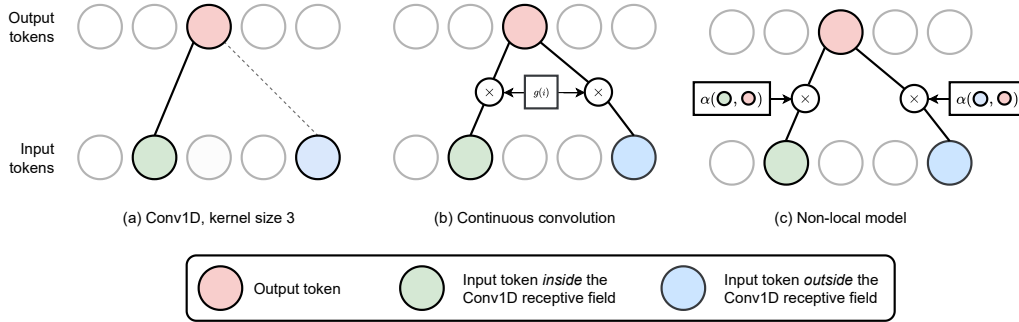 Output
tokens
× g(i) ×
α( , ) × × α( , )
Input
tokens
(a) Conv1D, kernel size 3
(b) Continuous convolution
(c) Non-local model
Output token
Input token inside the
Conv1D receptive field
Input token outside the
Conv1D receptive field